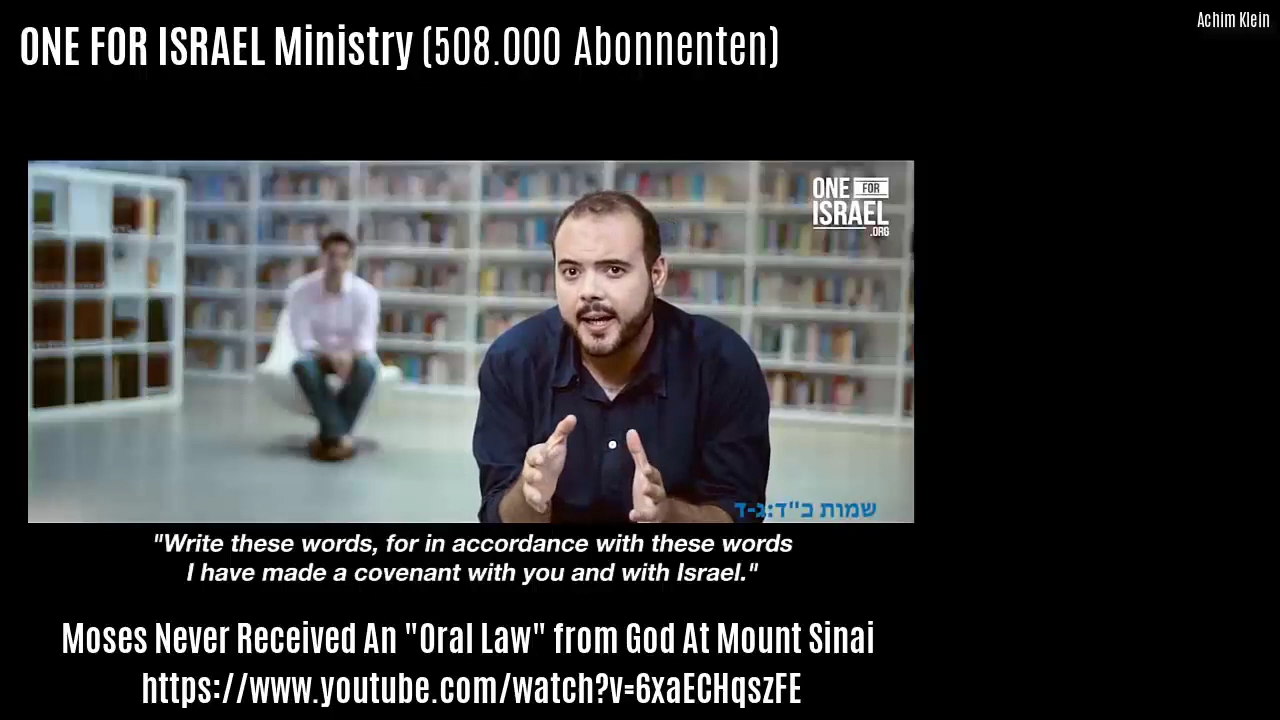 Achim Klein
ONE FOR ISRAEL Ministry (508.000 Abonnenten)
ONE FOR
ISRAEL
.ORG
שמות כ"ד:ג-ד
"Write these words, for in accordance with these words
I have made a covenant with you and with Israel."
Moses Never Received An "Oral Law" from God At Mount Sinai
https://www.youtube.com/watch?v=6xaECHqszFE